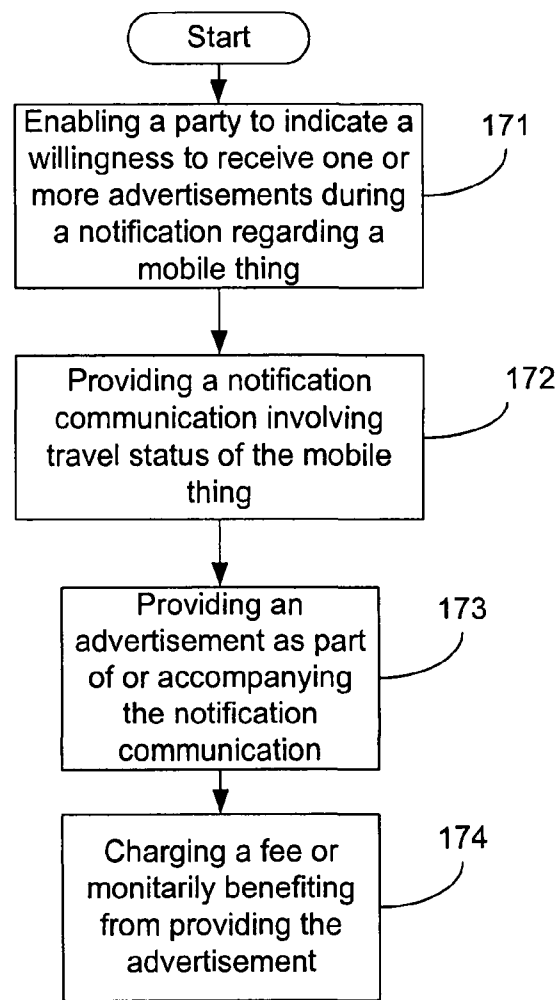 Start
Enabling a party to indicate a
willingness to receive one or
more advertisements during
a notification regarding a
mobile thing
171
Providing a notification
communication involving
travel status of the mobile
thing
172
Providing an
advertisement as part
of or accompanying
the notification
communication
173
Charging a fee or
monitarily benefiting
from providing the
advertisement
174